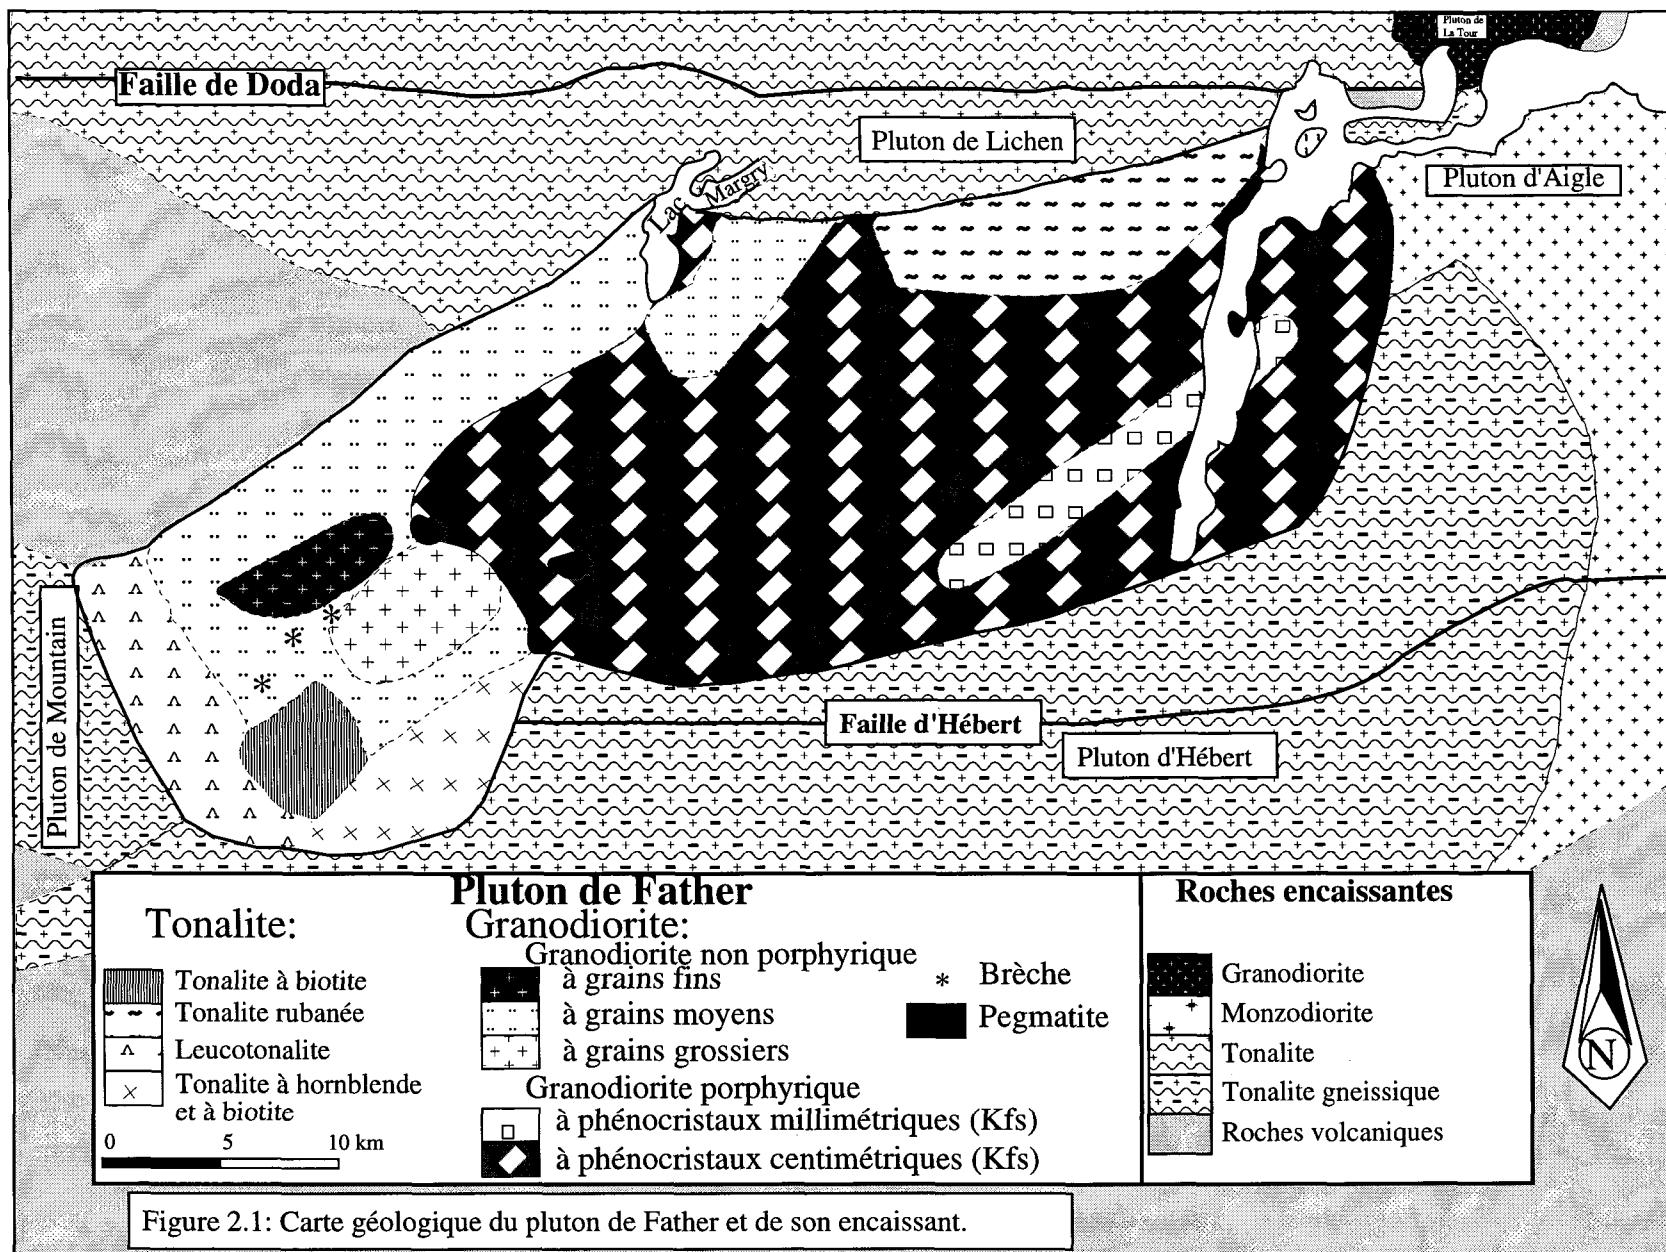 Pluton de
La Tour
Faille de Doda
Pluton de Lichen
Pluton d'Aigle
Lac Margry
Pluton de Mountain
Faille d'Hébert
Pluton d'Hébert
Pluton de Father
Tonalite:
Tonalite à biotite
Tonalite rubanée
Leucotonalite
Tonalite à hornblende
et à biotite
0 5 10 km
Granodiorite:
Granodiorite non porphyrique
à grains fins
à grains moyens
à grains grossiers
Granodiorite porphyrique
à phénocristaux millimétriques (Kfs)
à phénocristaux centimétriques (Kfs)
* Brèche
Pegmatite
Roches encaissantes
Granodiorite
Monzodiorite
Tonalite
Tonalite gneissique
Roches volcaniques
N
Figure 2.1: Carte géologique du pluton de Father et de son encaissant.